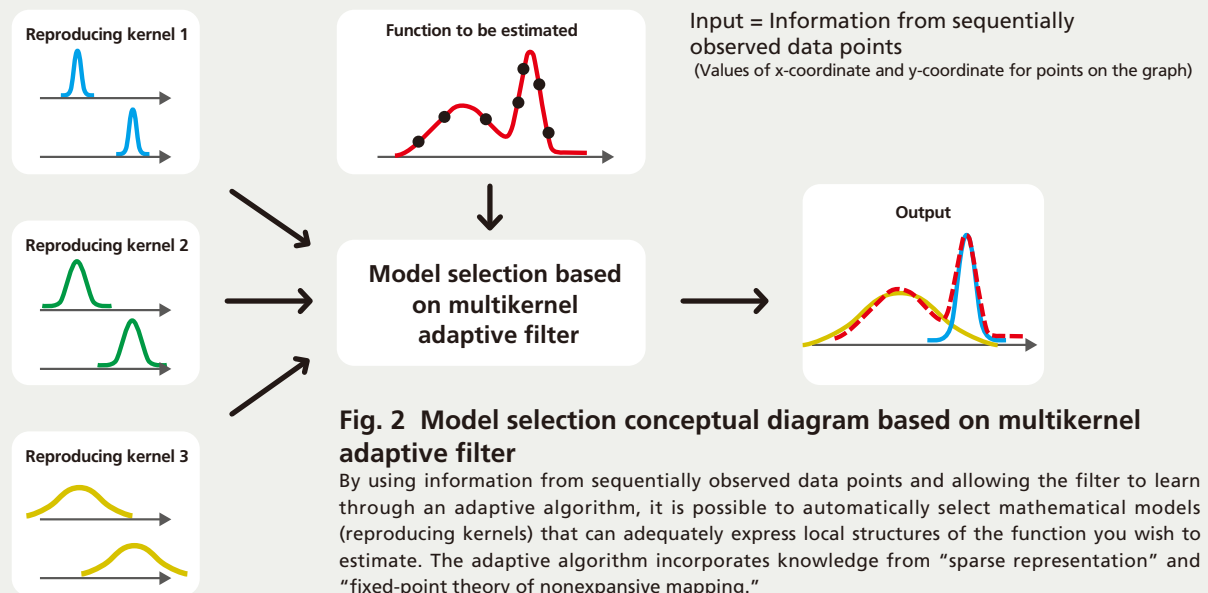 Reproducing kernel 1
Function to be estimated
Input = Information from sequentially
observed data points
(Values of x-coordinate and y-coordinate for points on the graph)
Reproducing kernel 2
Model selection based
on multikernel
adaptive filter
Output
Reproducing kernel 3
Fig. 2 Model selection conceptual diagram based on multikernel
adaptive filter
By using information from sequentially observed data points and allowing the filter to learn
through an adaptive algorithm, it is possible to automatically select mathematical models
(reproducing kernels) that can adequately express local structures of the function you wish to
estimate. The adaptive algorithm incorporates knowledge from “sparse representation” and
“fixed-point theory of nonexpansive mapping.”